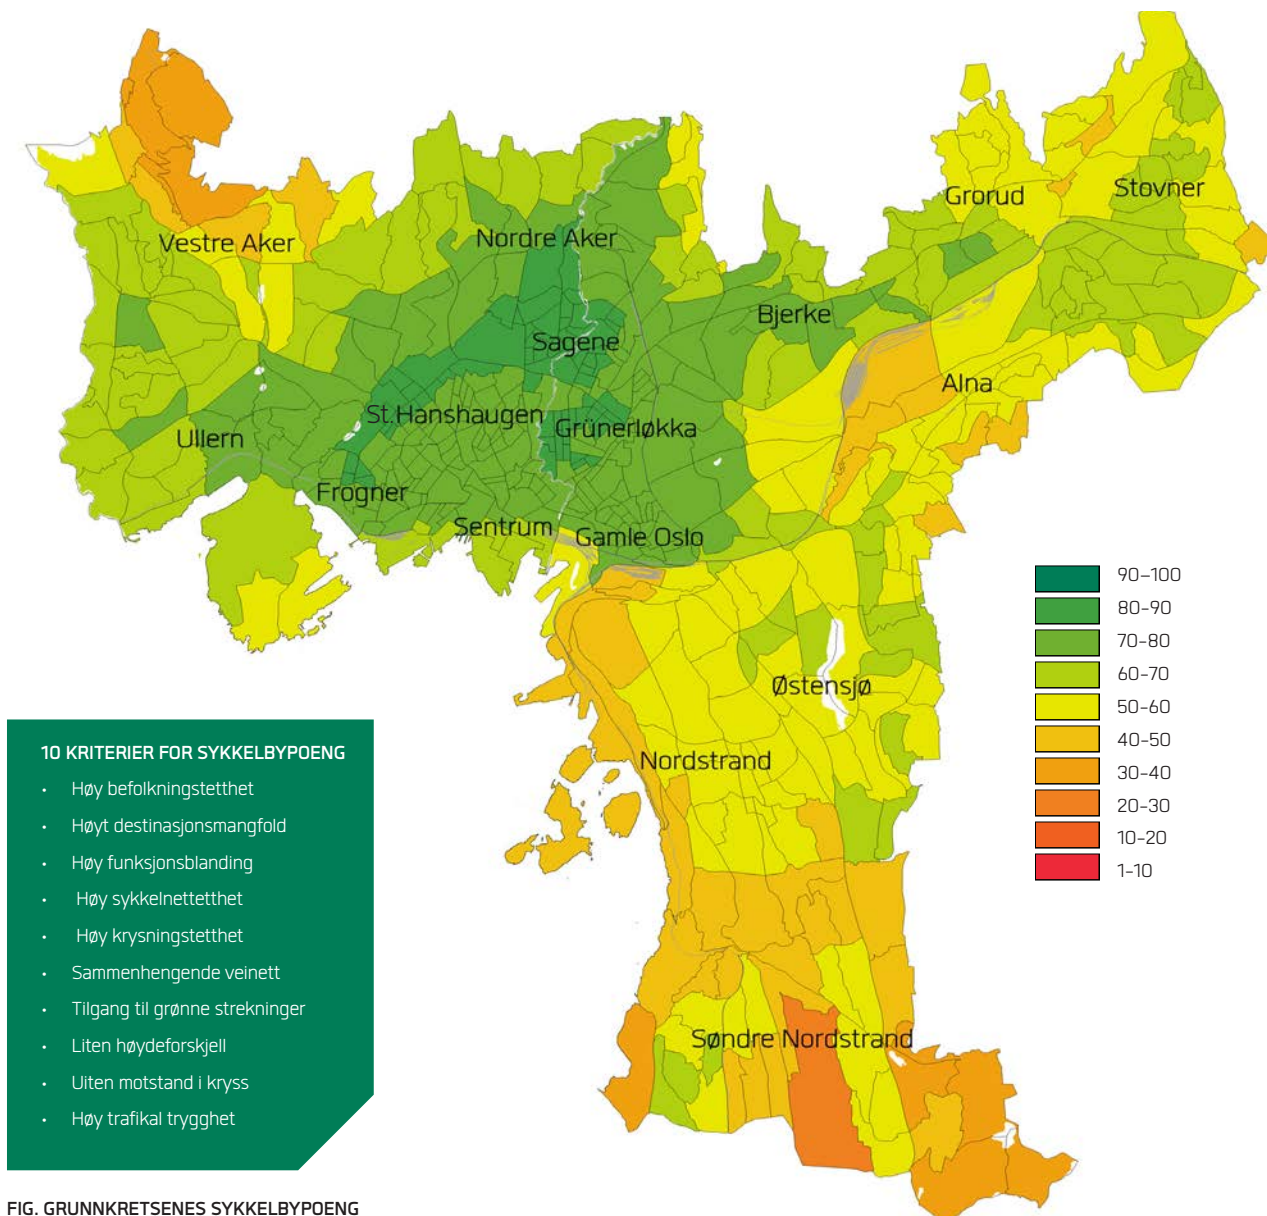 Grorud
Stovner
Vestre Aker
Nordre Aker
Bjerke
Sagene
Alna
St.Hanshaugen
Grünerløkka
Ullern
Frogner
Sentrum
Gamle Oslo
Østensjø
Nordstrand
Søndre Nordstrand
90–100
80–90
70–80
60–70
50–60
40–50
30–40
20–30
10–20
1–10
10 KRITERIER FOR SYKKELBYPOENG
• Høy befolkningstetthet
• Høyt destinasjonsmangfold
• Høy funksjonsblanding
• Høy sykkelnettetthet
• Høy krysningstetthet
• Sammenhengende veinett
• Tilgang til grønne strekninger
• Liten høydeforskjell
• Uiten motstand i kryss
• Høy trafikal trygghet
FIG. GRUNNKRETSENES SYKKELBYPOENG